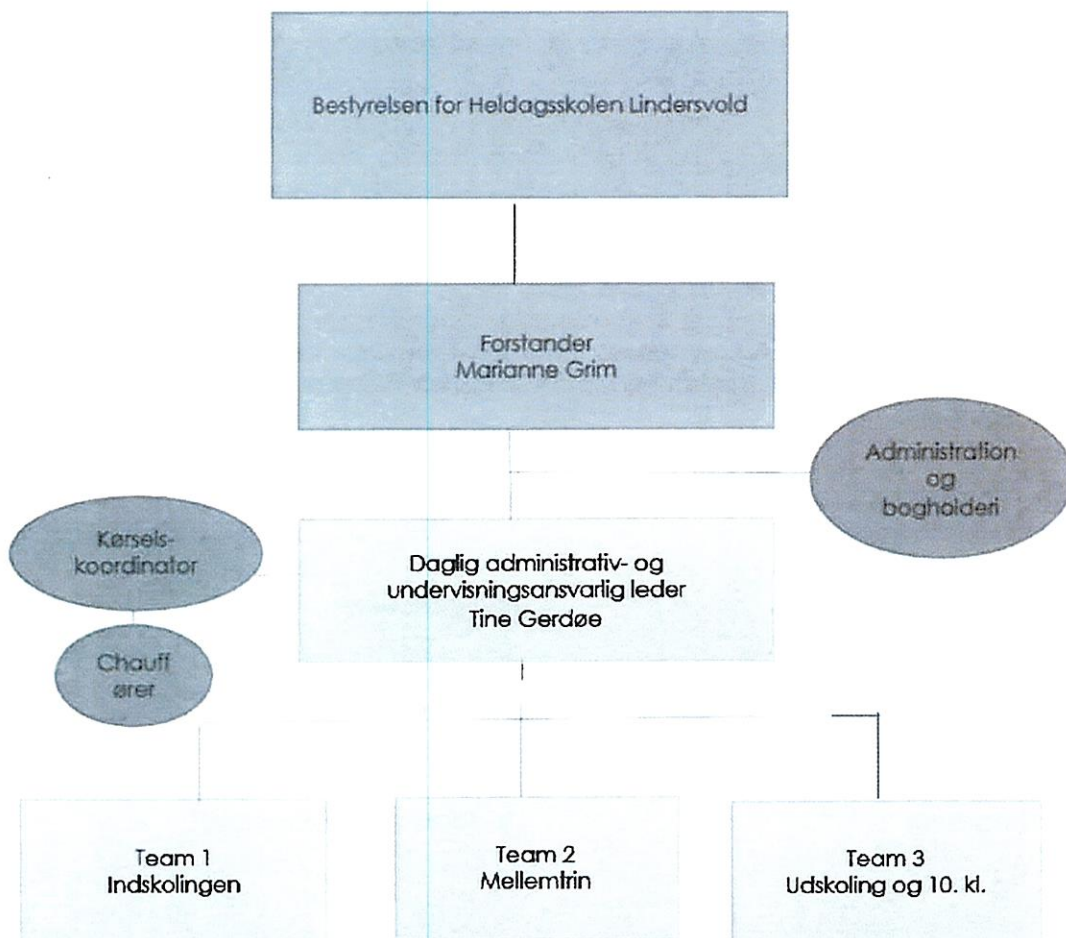 Bestyrelsen for Heldagsskolen Lindersvold
Forstander
Marianne Grim
Administration
og
bogholderi
Kørsels-
koordinator
Daglig administrativ- og
undervisningsansvarlig leder
Tine Gerdøe
Chauff
ører
Team 1
Indskolingen
Team 2
Mellemtrin
Team 3
Udskoling og 10. kl.